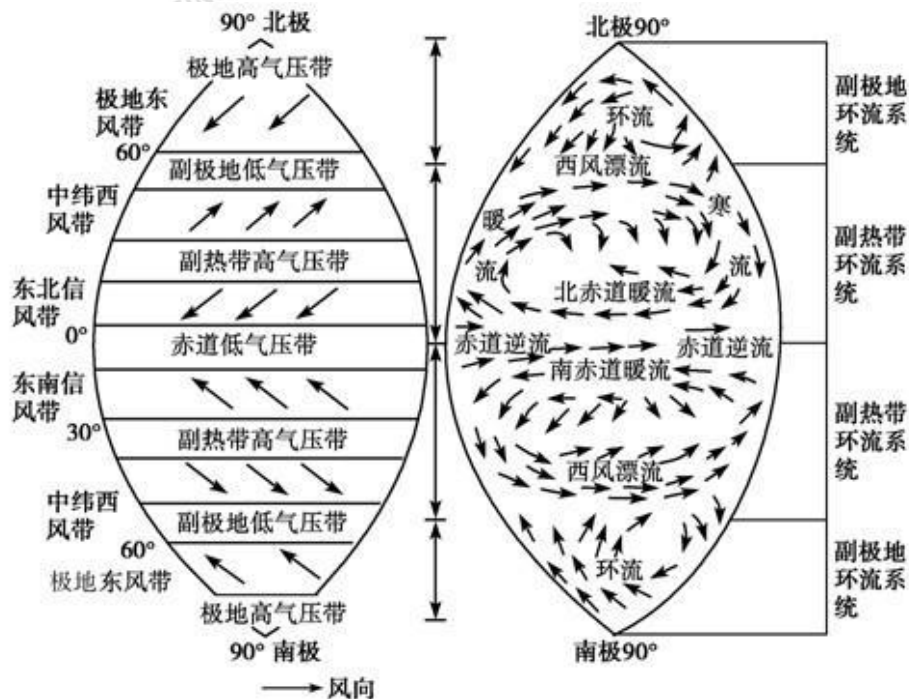 90° 北极
极地高气压带
极地东
风带
60°
副极地低气压带
中纬西
风带
副热带高气压带
东北信
风带
0°
赤道低气压带
东南信
风带
30°
副热带高气压带
中纬西
风带
副极地低气压带
60°
极地东风带
极地高气压带
90° 南极
风向
北极90°
环流
西风漂流
暖
流
寒
流
北赤道暖流
赤道逆流
赤道逆流
南赤道暖流
西风漂流
环流
南极90°
副极地
环流系
统
副热带
环流系
统
副热带
环流系
统
副极地
环流系
统